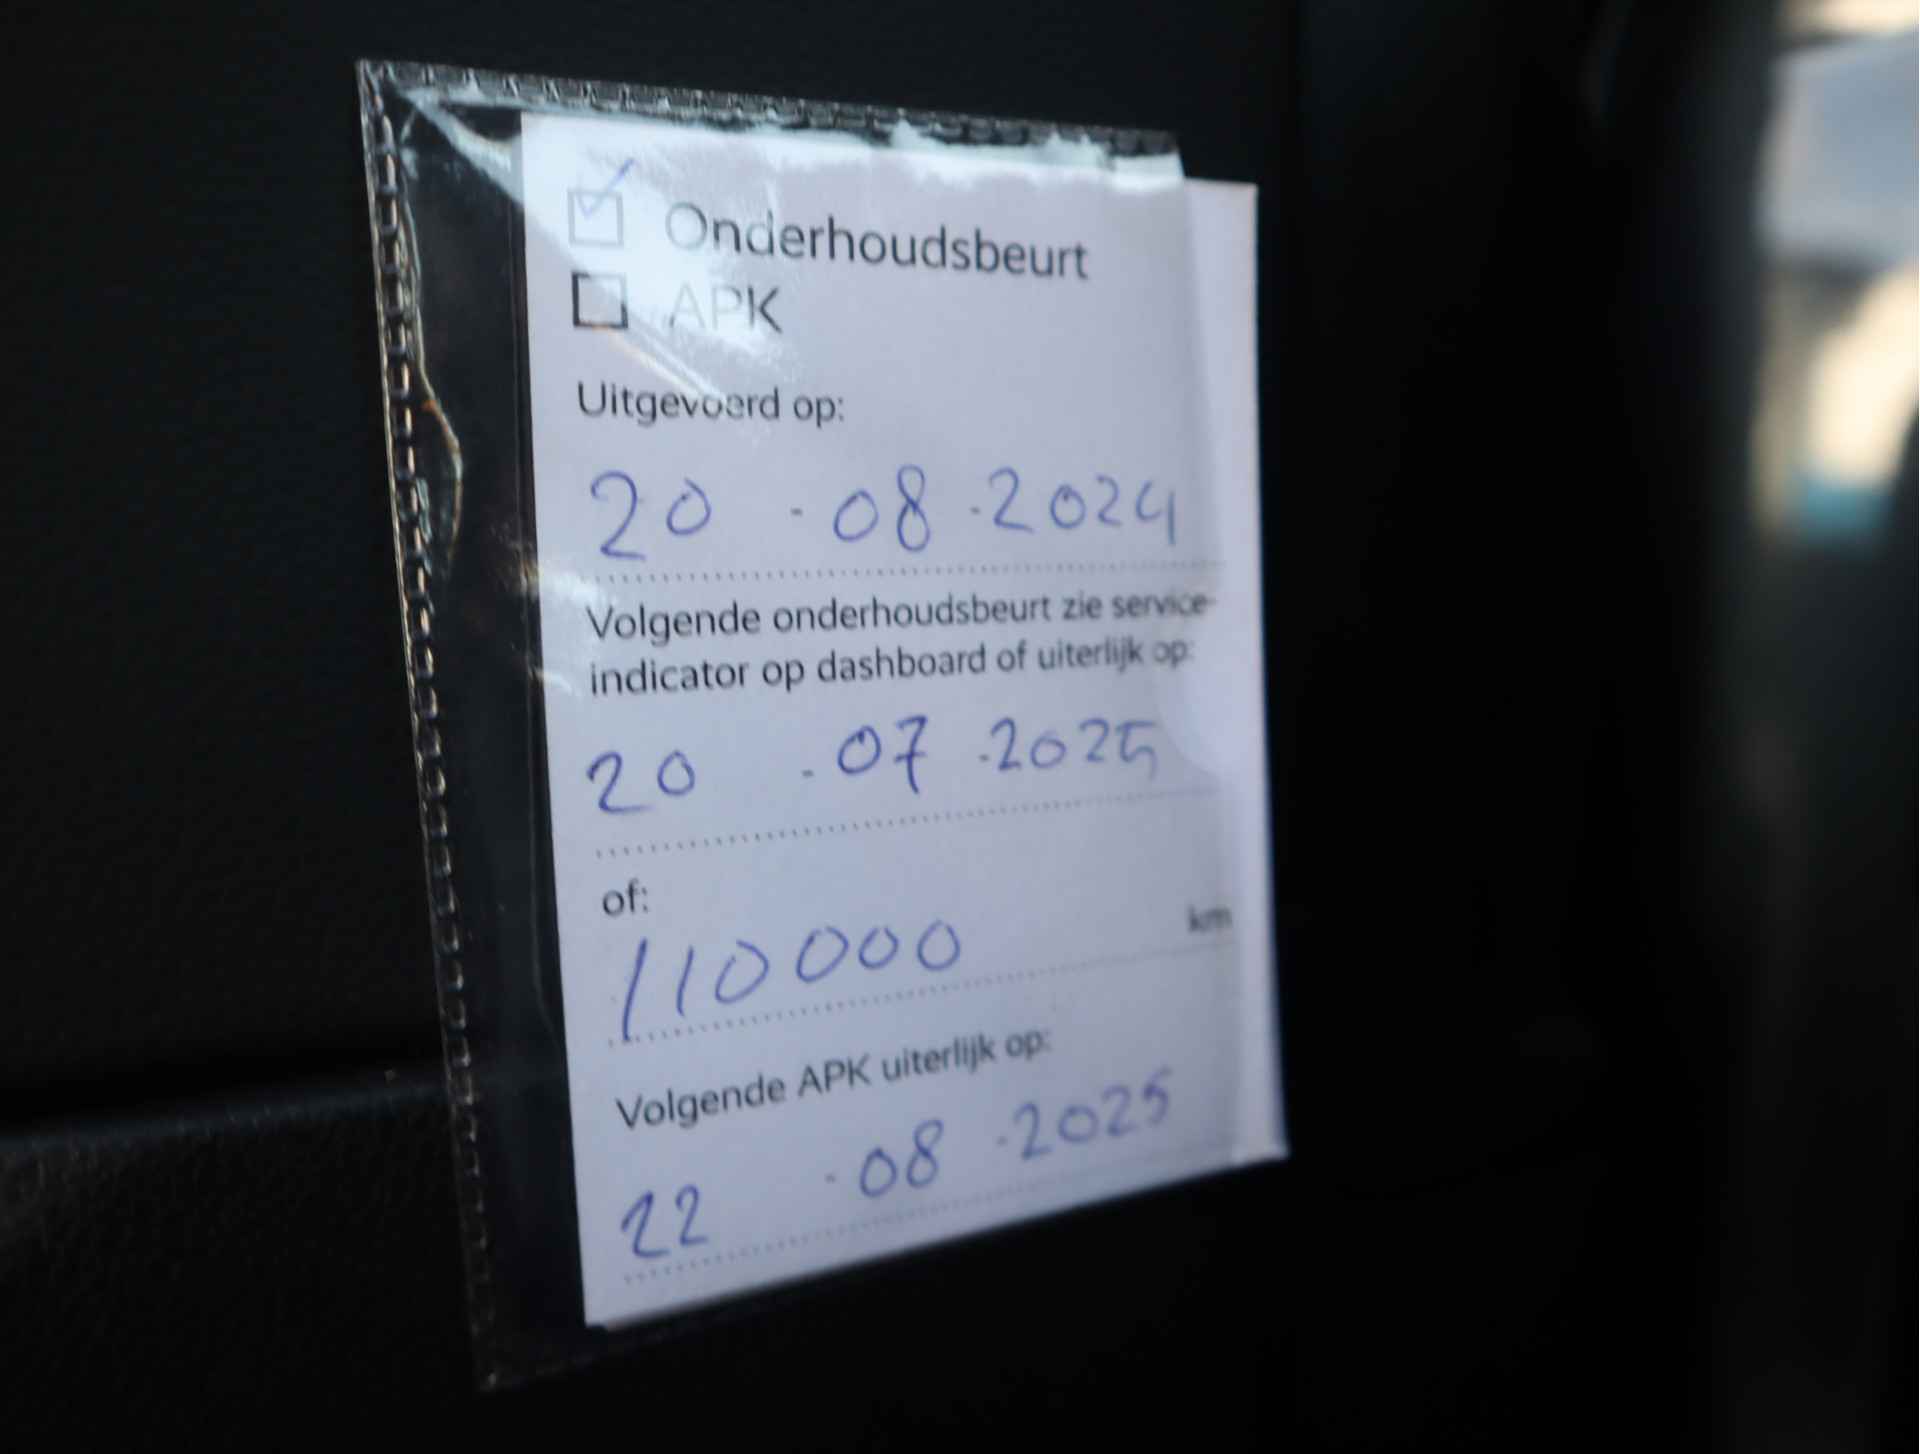 ☑ Onderhoudsbeurt
☐ APK
Uitgevoerd op:
20 - 08 - 2024
Volgende onderhoudsbeurt zie service-
indicator op dashboard of uiterlijk op:
20 - 07 - 2025
of:
110000 km
Volgende APK uiterlijk op:
22 - 08 - 2025